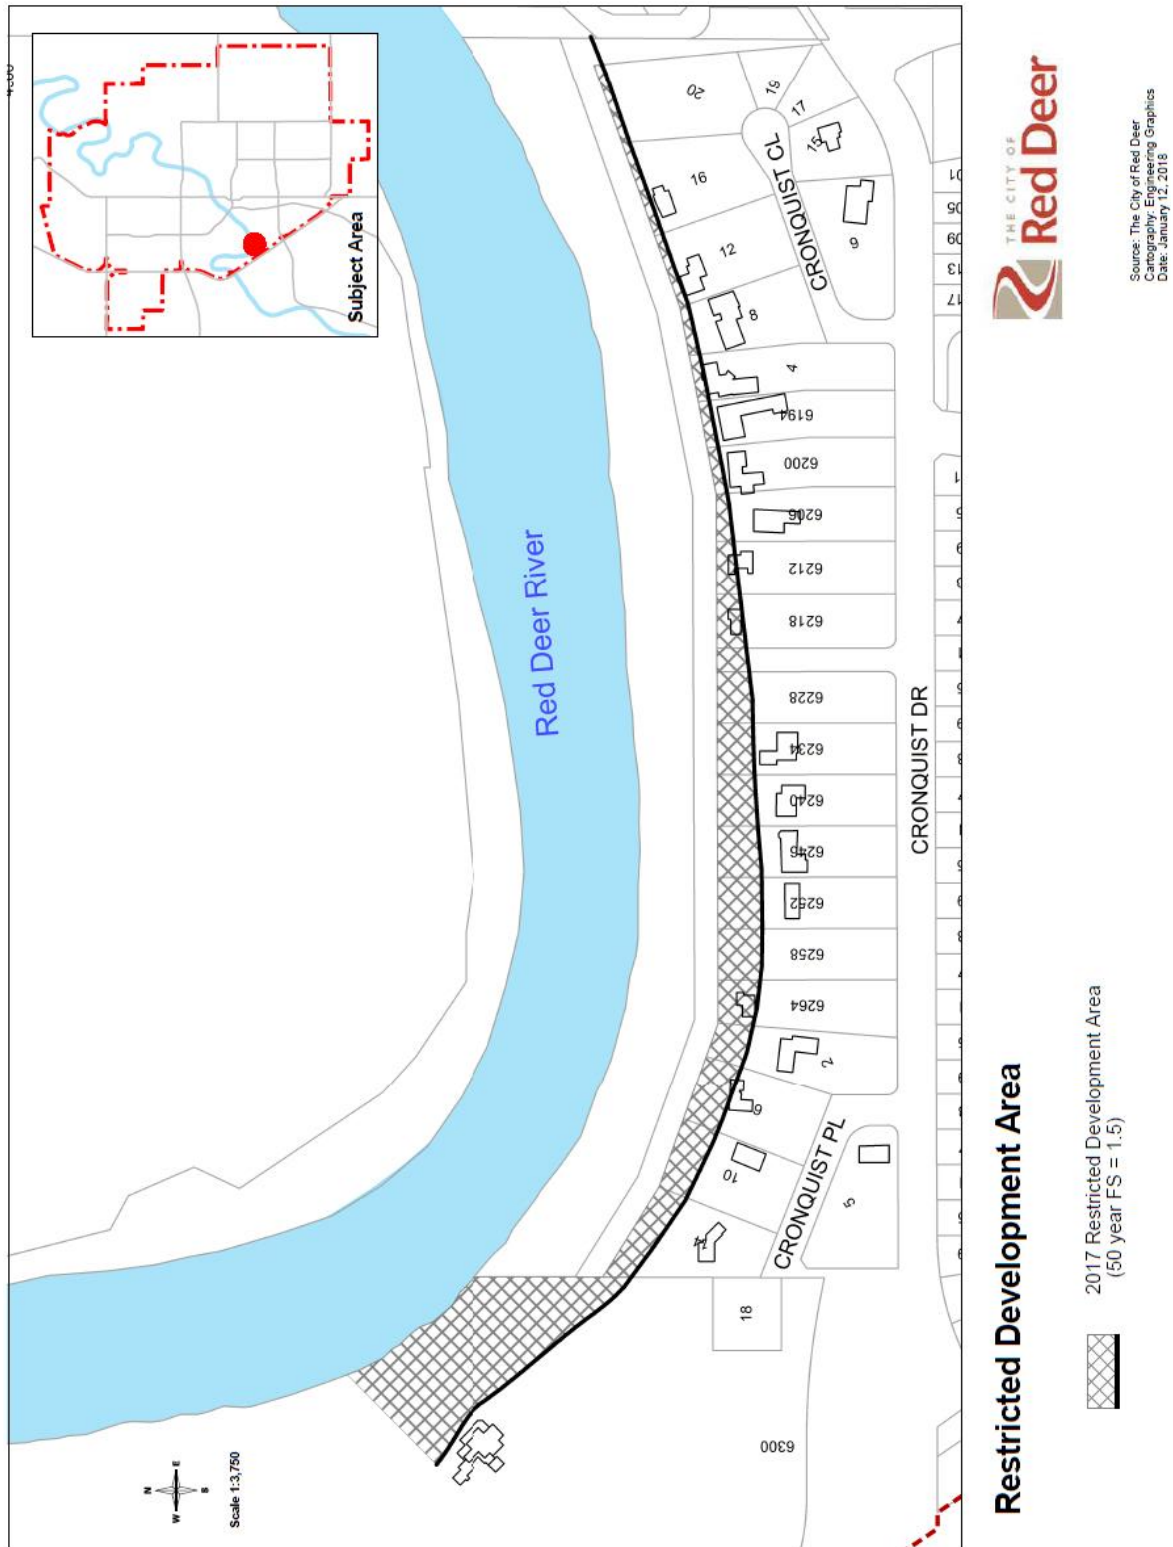 N
W E
S
Scale 1:3,750
Red Deer River
Subject Area
6300
18
14
10
6
2
5
CRONQUIST PL
6264
6258
6252
6246
6240
6234
6228
6218
6212
6206
6200
6194
4
8
12
16
20
19
17
15
9
CRONQUIST CL
CRONQUIST DR
Restricted Development Area
2017 Restricted Development Area
(50 year FS = 1.5)
THE CITY OF
Red Deer
Source: The City of Red Deer
Cartography: Engineering Graphics
Date: January 12, 2018